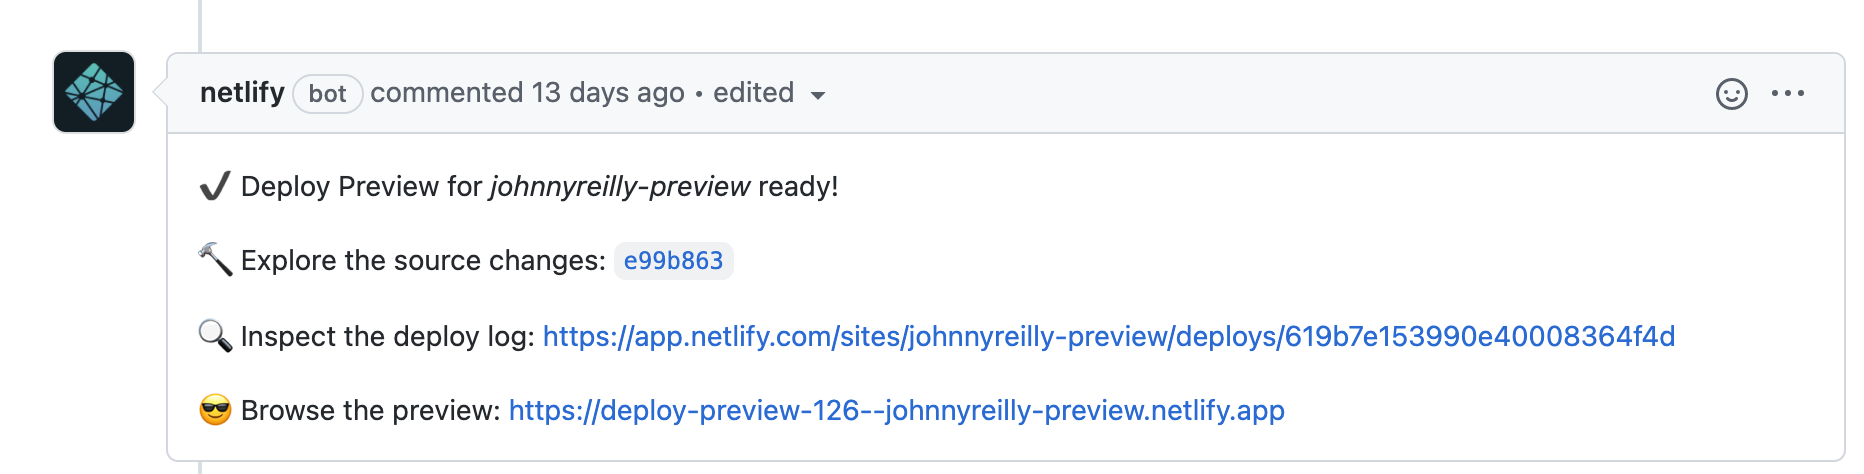 netlify bot commented 13 days ago • edited
✔️ Deploy Preview for johnnyreilly-preview ready!
🔨 Explore the source changes: e99b863
🔍 Inspect the deploy log: https://app.netlify.com/sites/johnnyreilly-preview/deploys/619b7e153990e40008364f4d
😎 Browse the preview: https://deploy-preview-126--johnnyreilly-preview.netlify.app